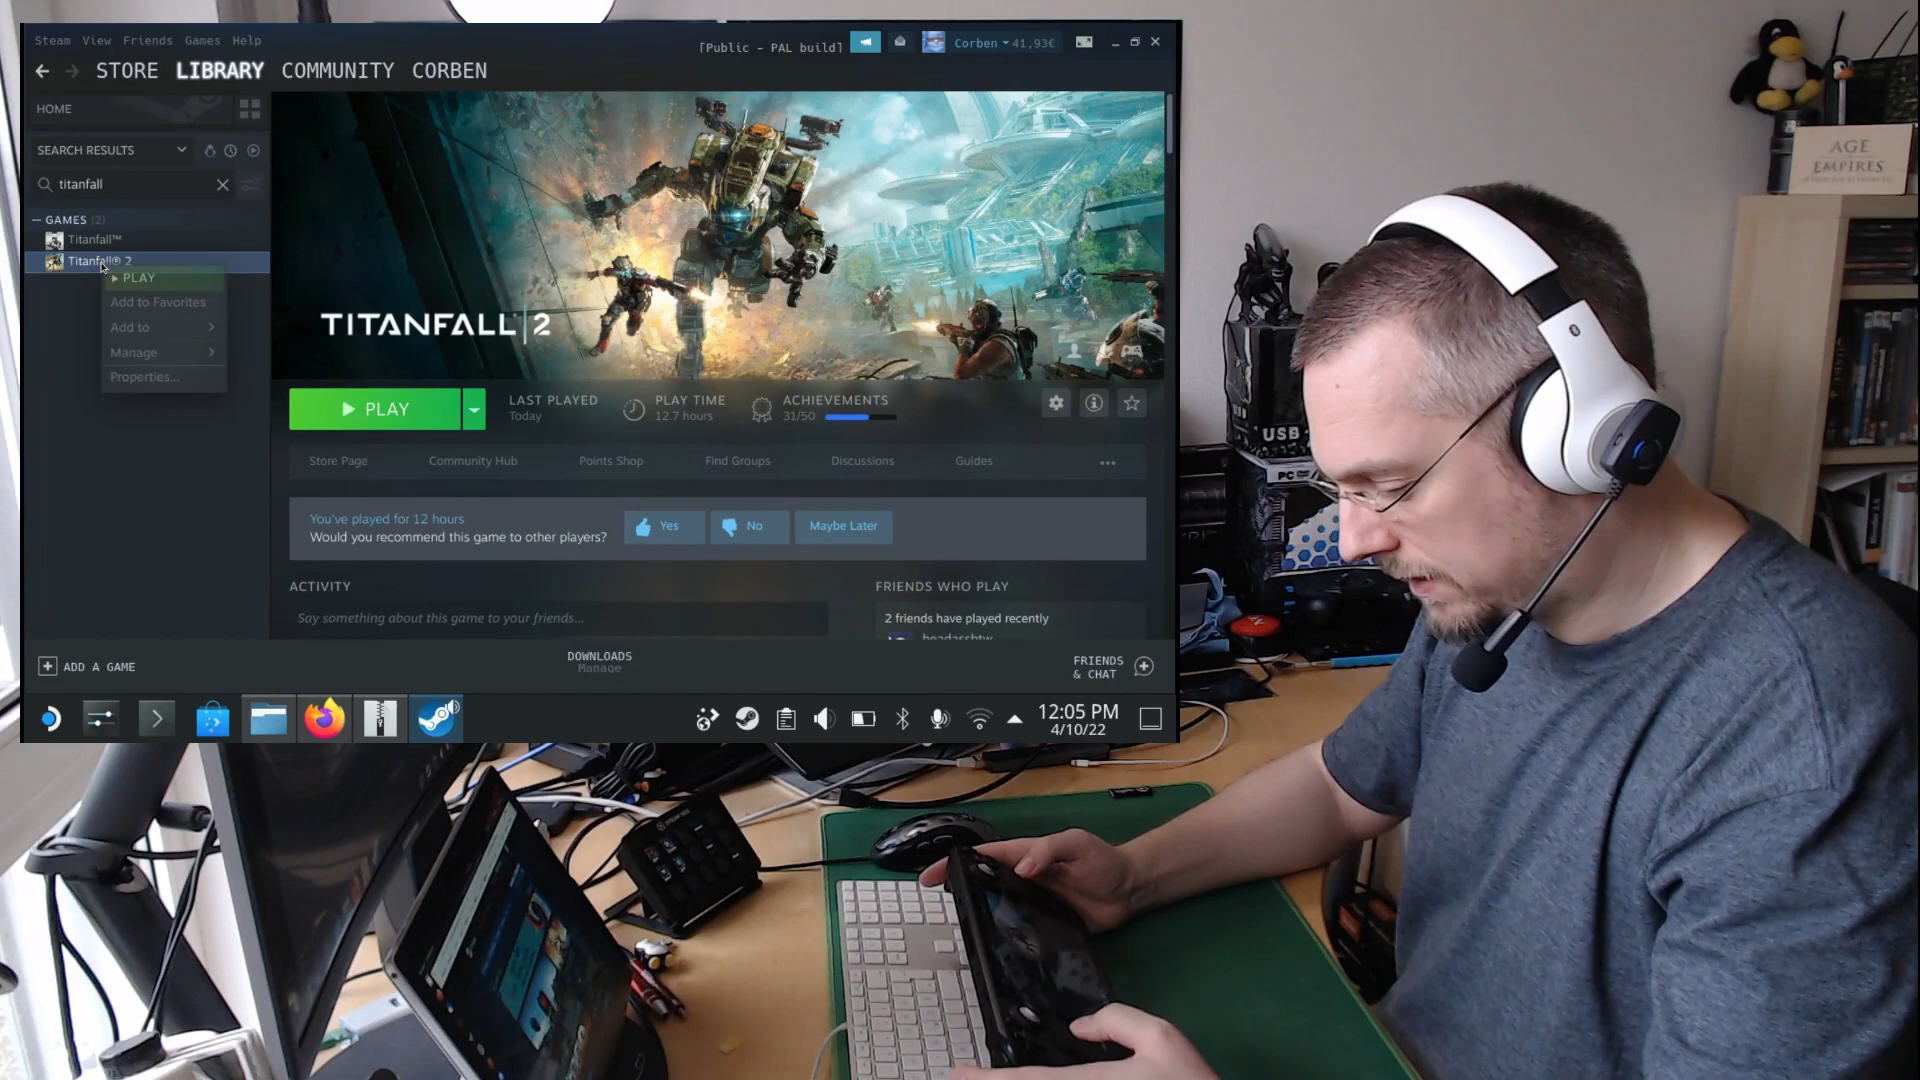 Steam View Friends Games Help
[Public - PAL build]
Corben
41,93€
STORE LIBRARY COMMUNITY CORBEN
HOME
SEARCH RESULTS
titanfall
GAMES (2)
Titanfall™
Titanfall® 2
PLAY
Add to Favorites
Add to
Manage
Properties...
TITANFALL 2
PLAY
LAST PLAYED
Today
PLAY TIME
12.7 hours
ACHIEVEMENTS
31/50
Store Page Community Hub Points Shop Find Groups Discussions Guides
You've played for 12 hours
Would you recommend this game to other players?
Yes
No
Maybe Later
ACTIVITY
Say something about this game to your friends...
FRIENDS WHO PLAY
2 friends have played recently
ADD A GAME
DOWNLOADS
Manage
FRIENDS
& CHAT
12:05 PM
4/10/22
AGE
EMPIRES
USB
PC